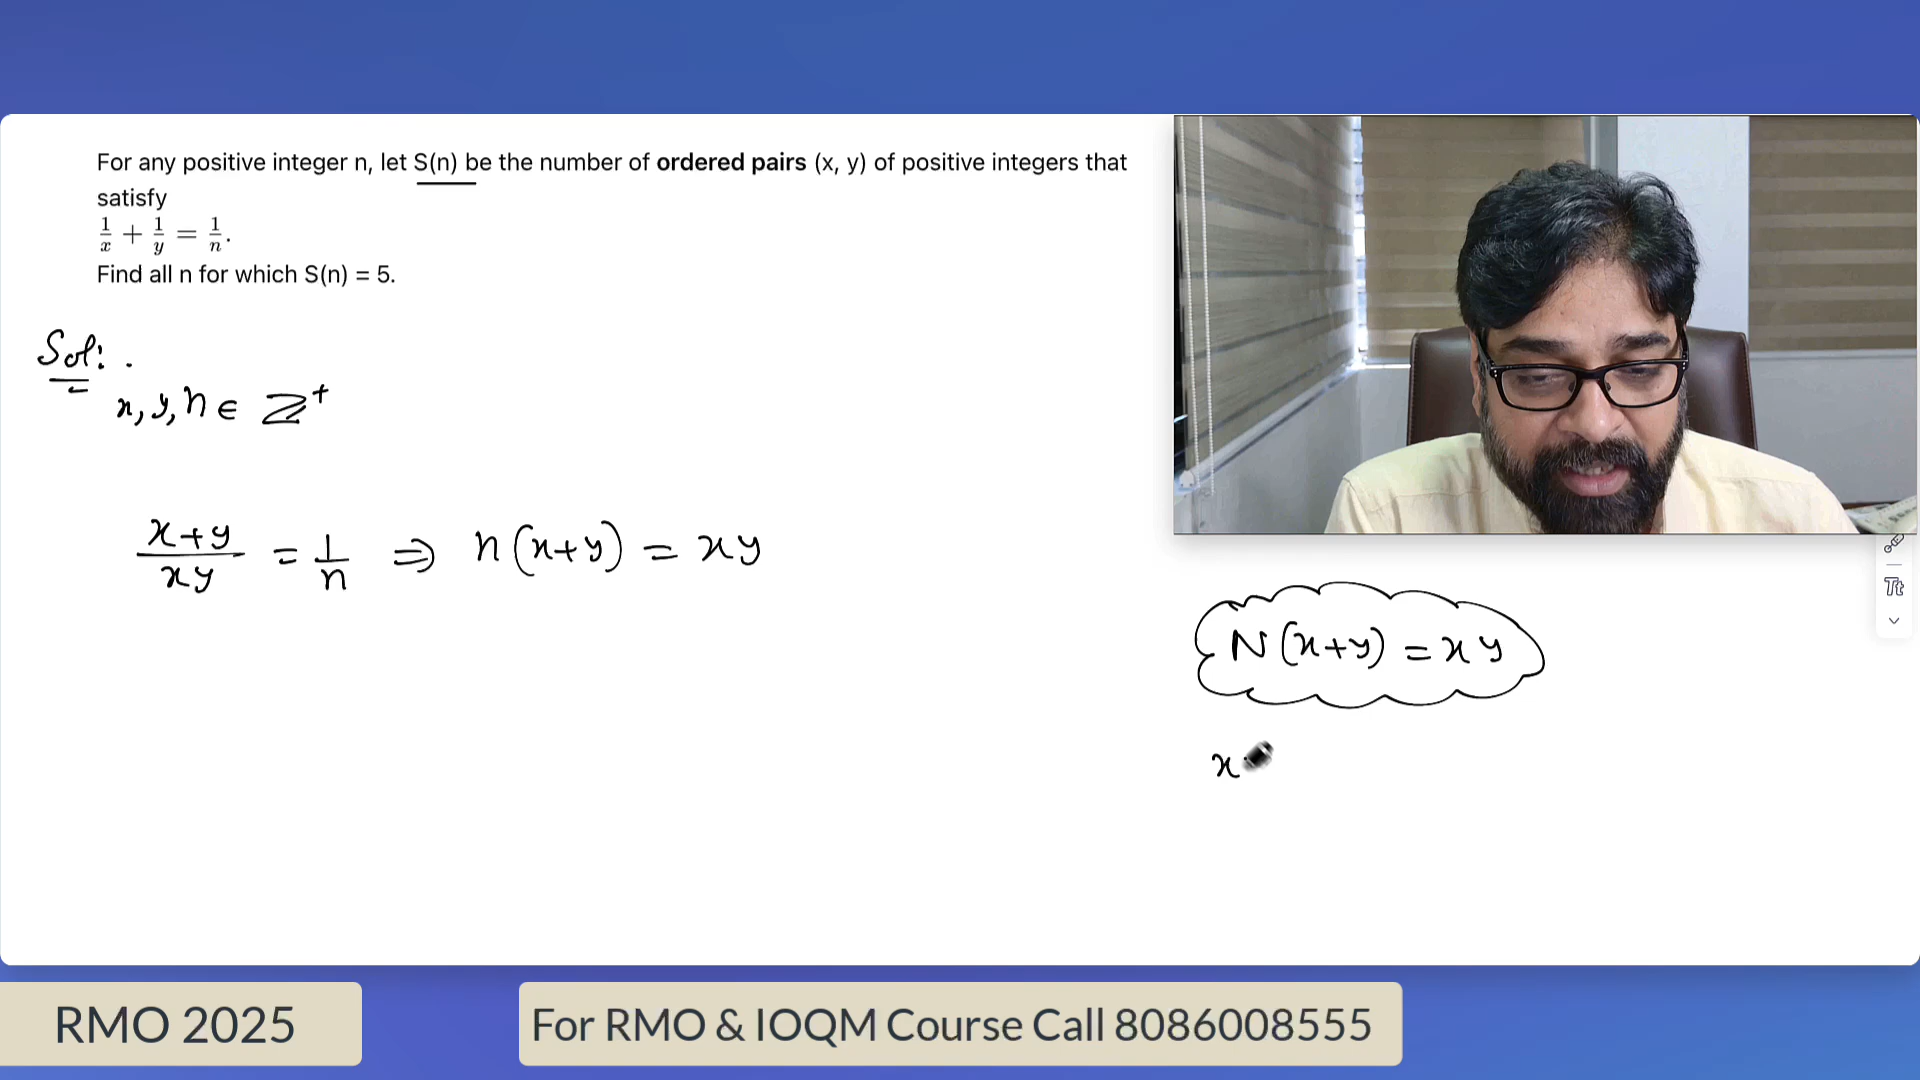 For any positive integer n, let S(n) be the number of ordered pairs (x, y) of positive integers that
satisfy
1/x + 1/y = 1/n.
Find all n for which S(n) = 5.
Sol: .
x, y, n ∈ Z⁺
(x+y)/(xy) = 1/n ⇒ n(x+y) = xy
N(x+y) = xy
x
Tt
RMO 2025
For RMO & IOQM Course Call 8086008555